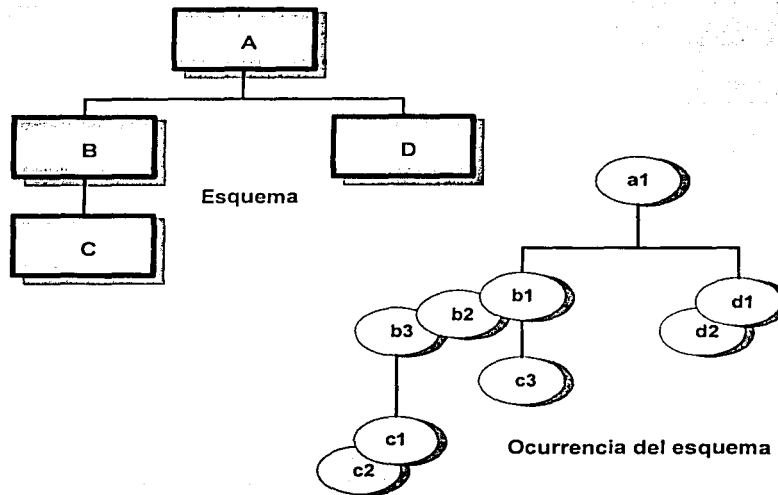 A
B
D
Esquema
C
a1
b1
d1
b2
b3
d2
c3
c1
c2
Ocurrencia del esquema